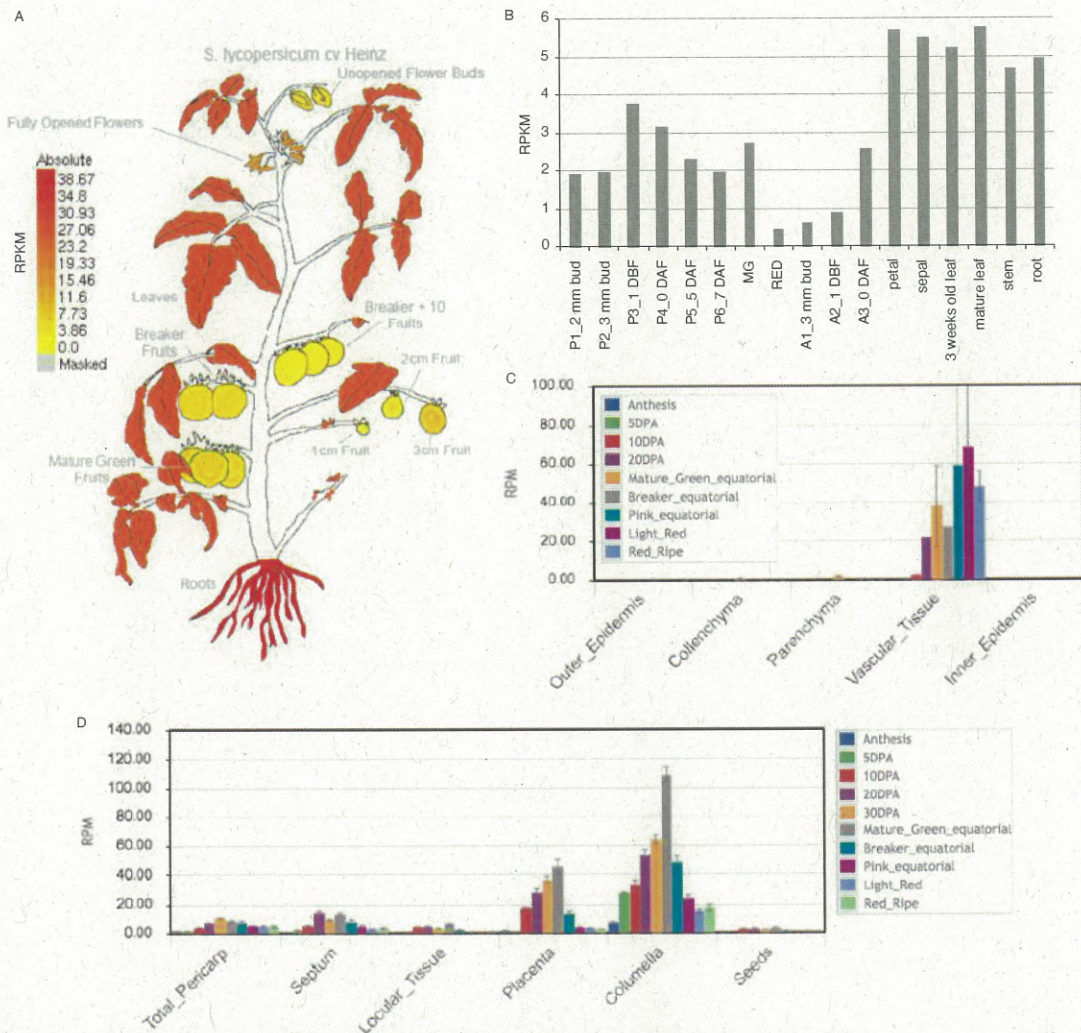 A
S. lycopersicum cv Heinz
Unopened Flower Buds
Fully Opened Flowers
Absolute
38.67
34.8
30.93
27.06
23.2
19.33
15.46
11.6
7.73
3.86
0.0
Masked
RPKM
Leaves
Breaker + 10
Fruits
Breaker
Fruits
2cm Fruit
1cm Fruit
3cm Fruit
Mature Green
Fruits
Roots
B
6
5
4
3
2
1
0
RPKM
P1_2 mm bud
P2_3 mm bud
P3_1 DBF
P4_0 DAF
P5_5 DAF
P6_7 DAF
MG
RED
A1_3 mm bud
A2_1 DBF
A3_0 DAF
petal
sepal
3 weeks old leaf
mature leaf
stem
root
C
100.00
80.00
60.00
40.00
20.00
0.00
RPM
Anthesis
5DPA
10DPA
20DPA
Mature_Green_equatorial
Breaker_equatorial
Pink_equatorial
Light_Red
Red_Ripe
Outer_Epidermis
Collenchyma
Parenchyma
Vascular_Tissue
Inner_Epidermis
D
140.00
120.00
100.00
80.00
60.00
40.00
20.00
0.00
RPM
Total_Pericarp
Septum
Locular_Tissue
Placenta
Columella
Seeds
Anthesis
5DPA
10DPA
20DPA
30DPA
Mature_Green_equatorial
Breaker_equatorial
Pink_equatorial
Light_Red
Red_Ripe